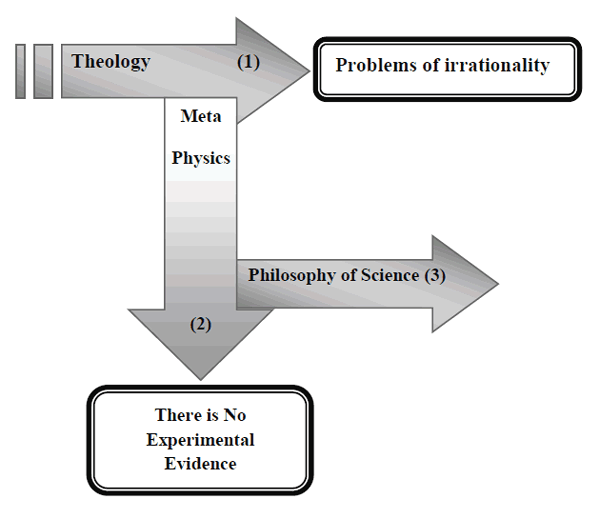 Theology (1)
Problems of irrationality
Meta
Physics
Philosophy of Science (3)
(2)
There is No
Experimental
Evidence